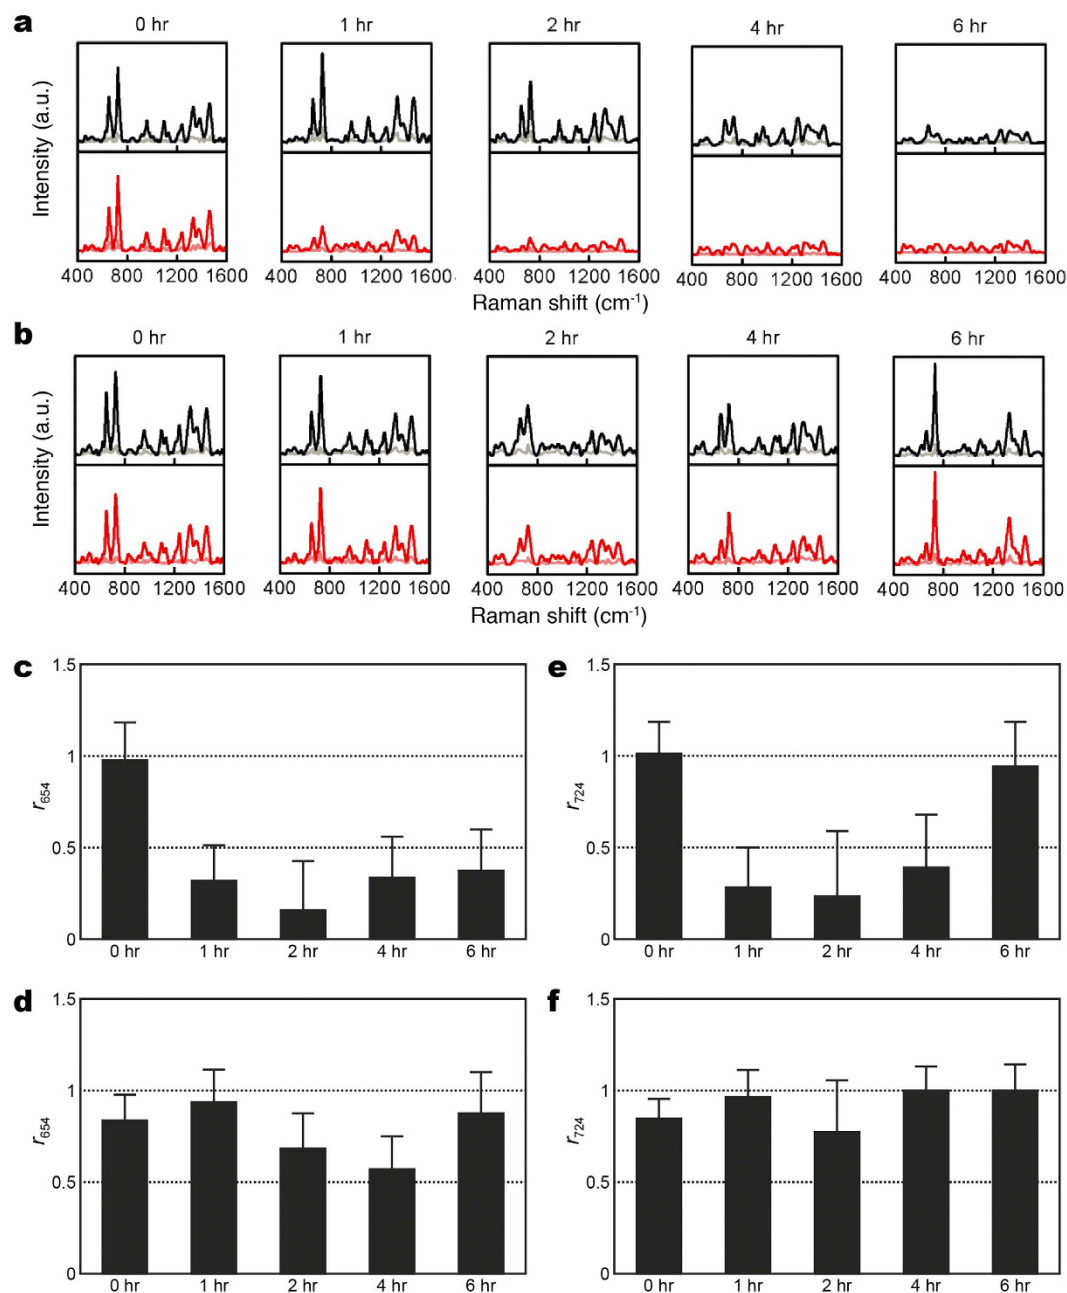 a
0 hr 1 hr 2 hr 4 hr 6 hr
Intensity (a.u.)
400 800 1200 1600 400 800 1200 1600 400 800 1200 1600 400 800 1200 1600 400 800 1200 1600
Raman shift (cm⁻¹)
b
0 hr 1 hr 2 hr 4 hr 6 hr
Intensity (a.u.)
400 800 1200 1600 400 800 1200 1600 400 800 1200 1600 400 800 1200 1600 400 800 1200 1600
Raman shift (cm⁻¹)
c
1.5
1
0.5
0
r654
0 hr 1 hr 2 hr 4 hr 6 hr
e
1.5
1
0.5
0
r724
0 hr 1 hr 2 hr 4 hr 6 hr
d
1.5
1
0.5
0
r654
0 hr 1 hr 2 hr 4 hr 6 hr
f
1.5
1
0.5
0
r724
0 hr 1 hr 2 hr 4 hr 6 hr